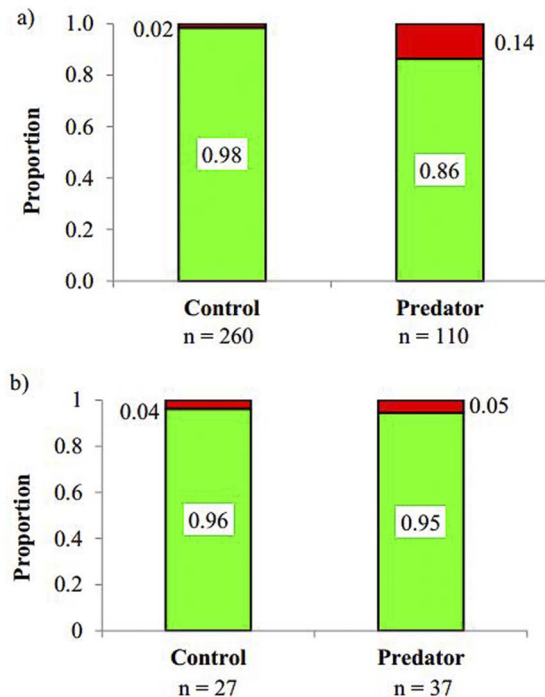 a)
1.0
0.02
0.14
0.8
0.98
0.86
0.6
0.4
0.2
0.0
Proportion
Control Predator
n = 260 n = 110
b)
1
0.04
0.05
0.8
0.96
0.95
0.6
0.4
0.2
0
Proportion
Control Predator
n = 27 n = 37